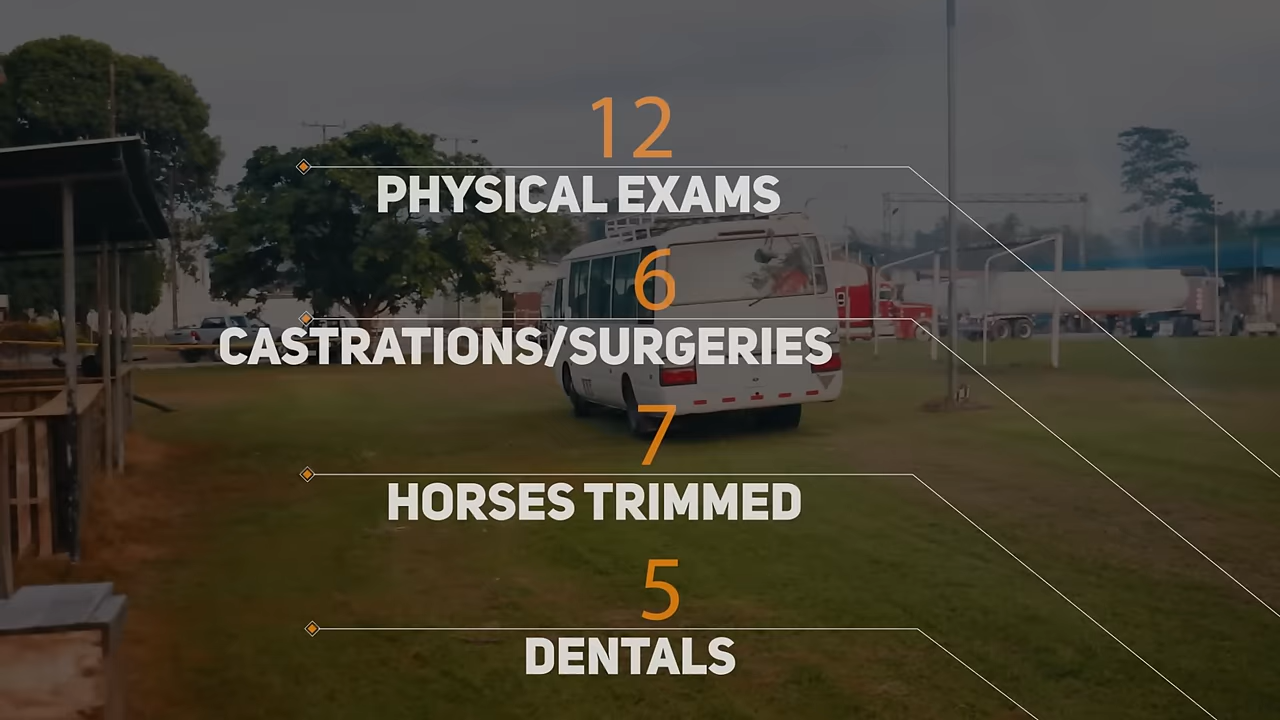 12
PHYSICAL EXAMS
6
CASTRATIONS/SURGERIES
7
HORSES TRIMMED
5
DENTALS